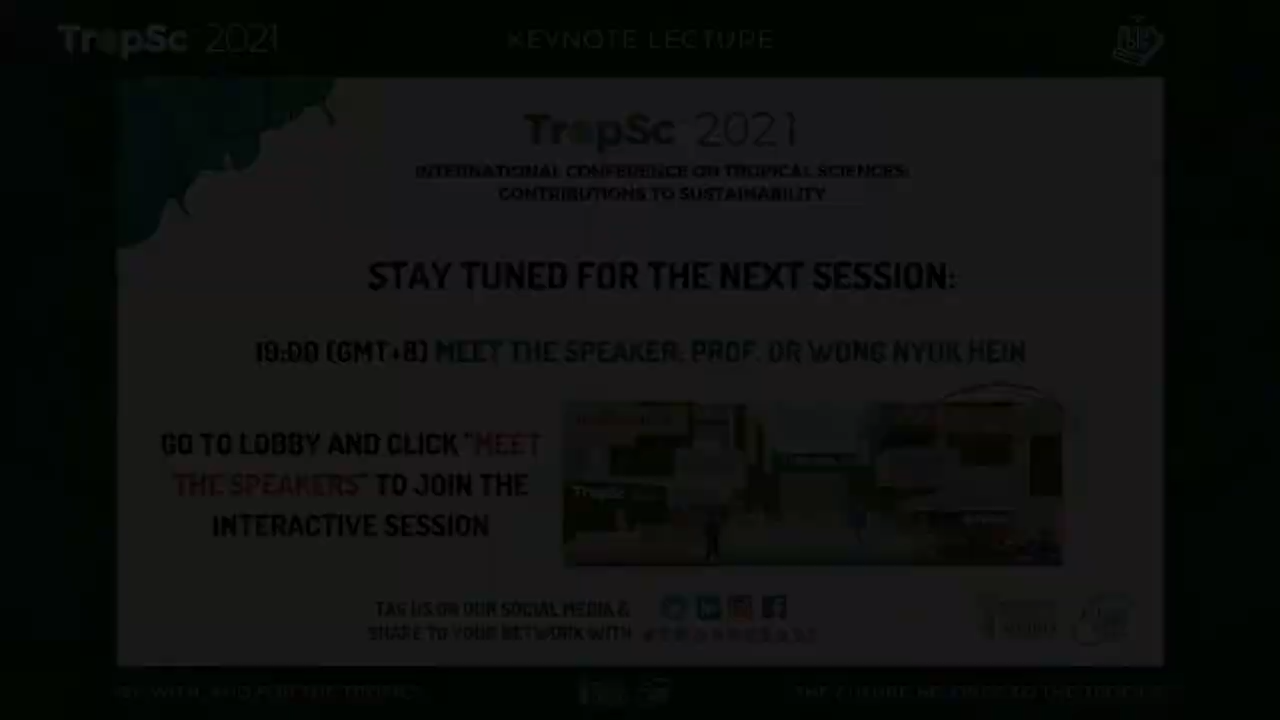 TropSc 2021
KEYNOTE LECTURE
TropSc 2021
INTERNATIONAL CONFERENCE ON TROPICAL SCIENCES:
CONTRIBUTIONS TO SUSTAINABILITY
STAY TUNED FOR THE NEXT SESSION:
19:00 (GMT+8) MEET THE SPEAKER: PROF. DR WONG NYUK HEIN
GO TO LOBBY AND CLICK "MEET
THE SPEAKERS" TO JOIN THE
INTERACTIVE SESSION
TAG US ON OUR SOCIAL MEDIA &
SHARE TO YOUR NETWORK WITH